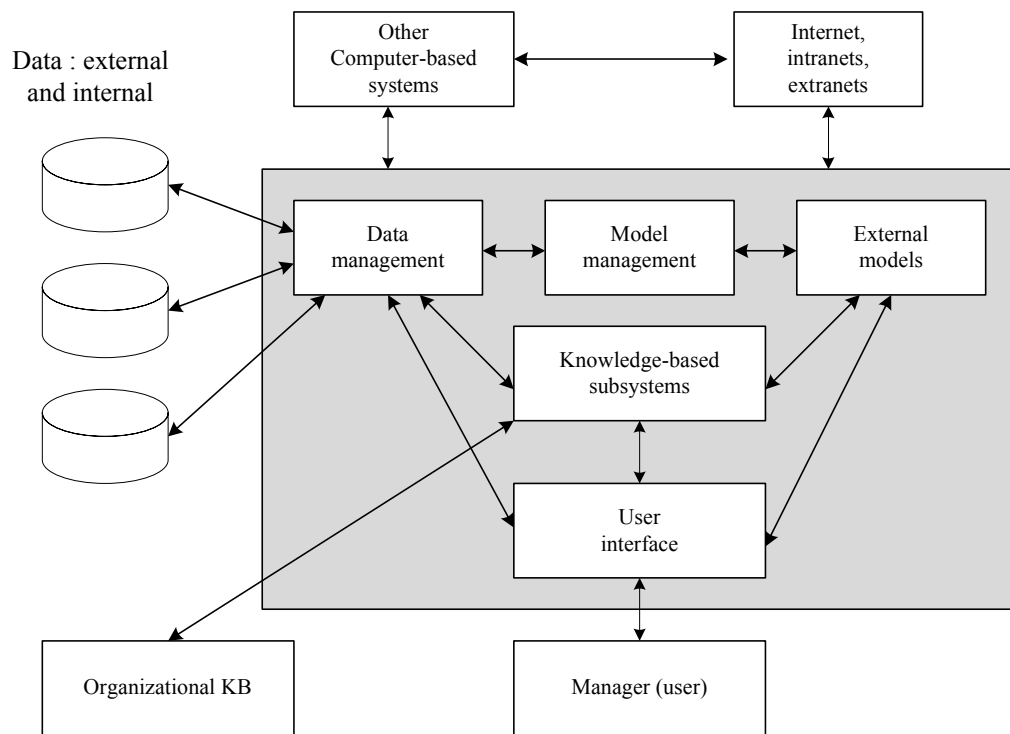 Other
Computer-based
systems
Internet,
intranets,
extranets
Data : external
and internal
Data
management
Model
management
External
models
Knowledge-based
subsystems
User
interface
Organizational KB
Manager (user)